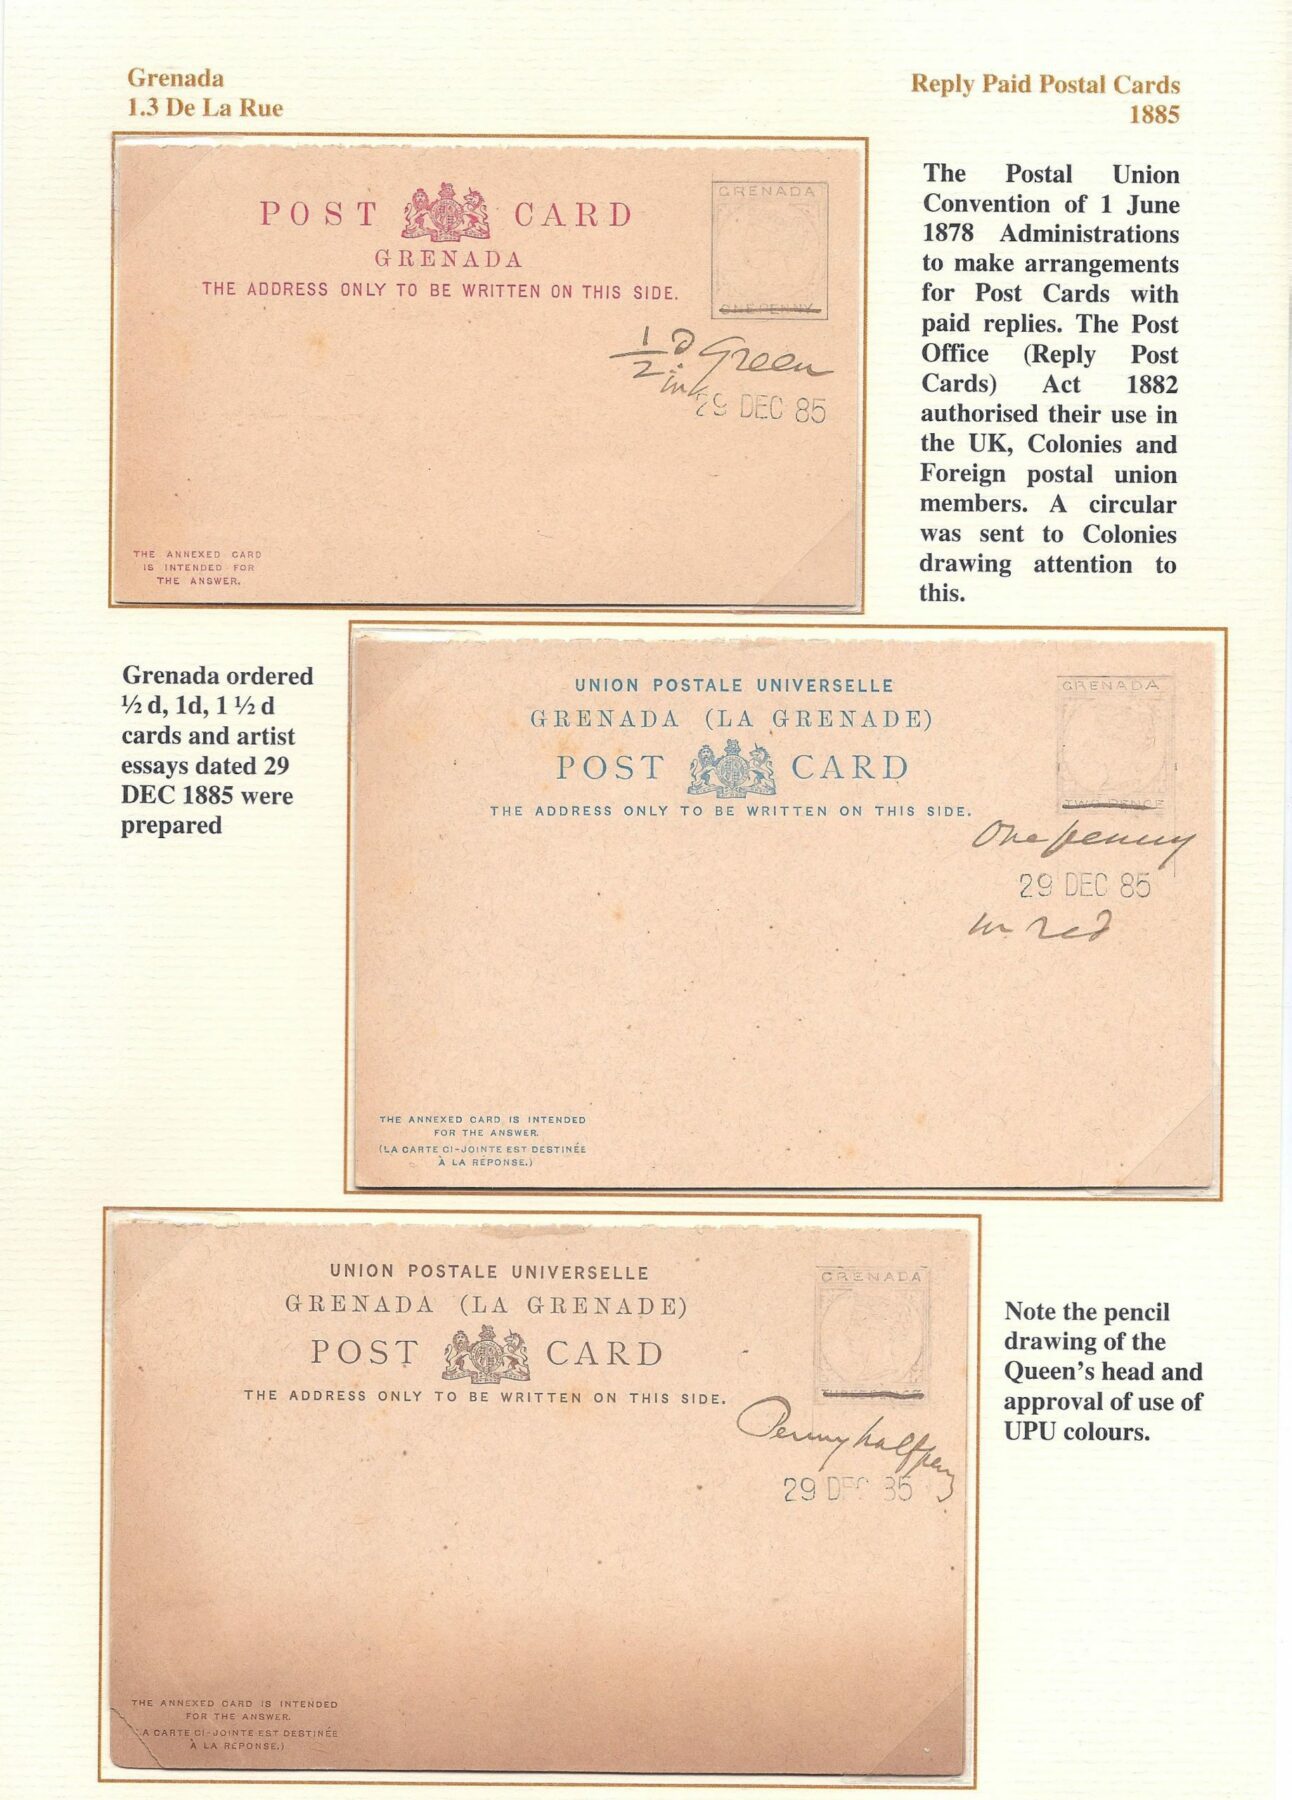 Grenada
1.3 De La Rue
Reply Paid Postal Cards
1885
POST CARD
GRENADA
THE ADDRESS ONLY TO BE WRITTEN ON THIS SIDE.
GRENADA
ONE PENNY
½d Green
ink
29 DEC 85
THE ANNEXED CARD
IS INTENDED FOR
THE ANSWER.
The Postal Union
Convention of 1 June
1878 Administrations
to make arrangements
for Post Cards with
paid replies. The Post
Office (Reply Post
Cards) Act 1882
authorised their use in
the UK, Colonies and
Foreign postal union
members. A circular
was sent to Colonies
drawing attention to
this.
Grenada ordered
½ d, 1d, 1 ½ d
cards and artist
essays dated 29
DEC 1885 were
prepared
UNION POSTALE UNIVERSELLE
GRENADA (LA GRENADE)
POST CARD
THE ADDRESS ONLY TO BE WRITTEN ON THIS SIDE.
GRENADA
TWO PENCE
One penny
29 DEC 85
in red
THE ANNEXED CARD IS INTENDED
FOR THE ANSWER.
(LA CARTE CI-JOINTE EST DESTINÉE
À LA RÉPONSE.)
UNION POSTALE UNIVERSELLE
GRENADA (LA GRENADE)
POST CARD
THE ADDRESS ONLY TO BE WRITTEN ON THIS SIDE.
GRENADA
Penny halfpenny
29 DEC 85
THE ANNEXED CARD IS INTENDED
FOR THE ANSWER.
LA CARTE CI-JOINTE EST DESTINÉE
À LA RÉPONSE.)
Note the pencil
drawing of the
Queen's head and
approval of use of
UPU colours.